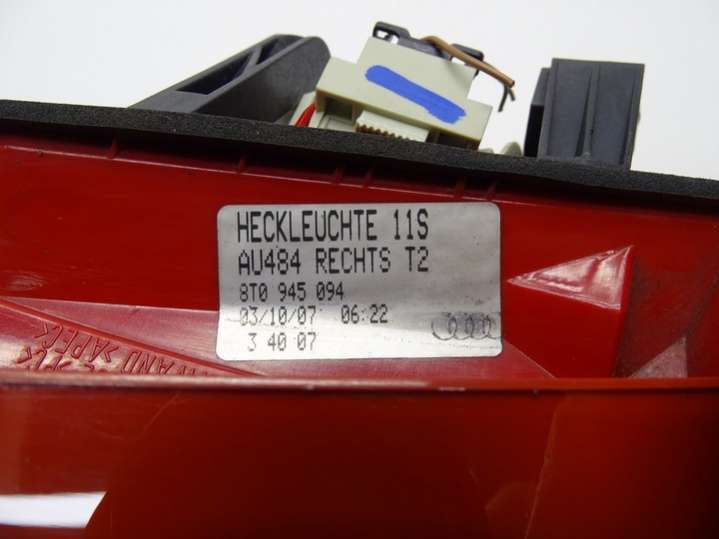 HECKLEUCHTE 11S
AU484 RECHTS T2
8T0 945 094
03/10/07 06:22
3 40 07